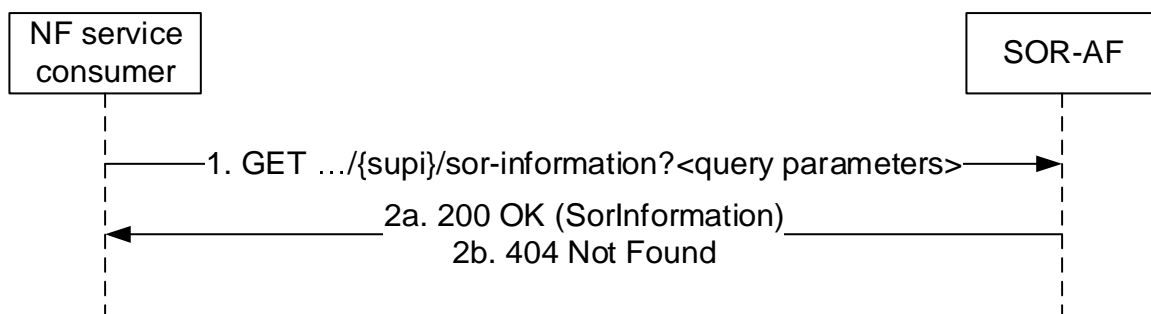 NF service
consumer
SOR-AF
1. GET …/{supi}/sor-information?<query parameters>
2a. 200 OK (SorInformation)
2b. 404 Not Found